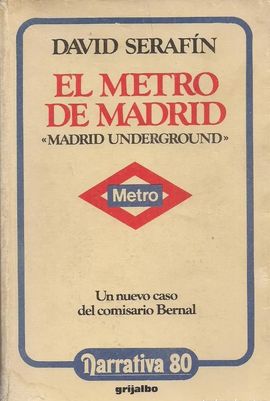 DAVID SERAFÍN
EL METRO
DE MADRID
«MADRID UNDERGROUND»
Metro
Un nuevo caso
del comisario Bernal
Narrativa 80
grijalbo